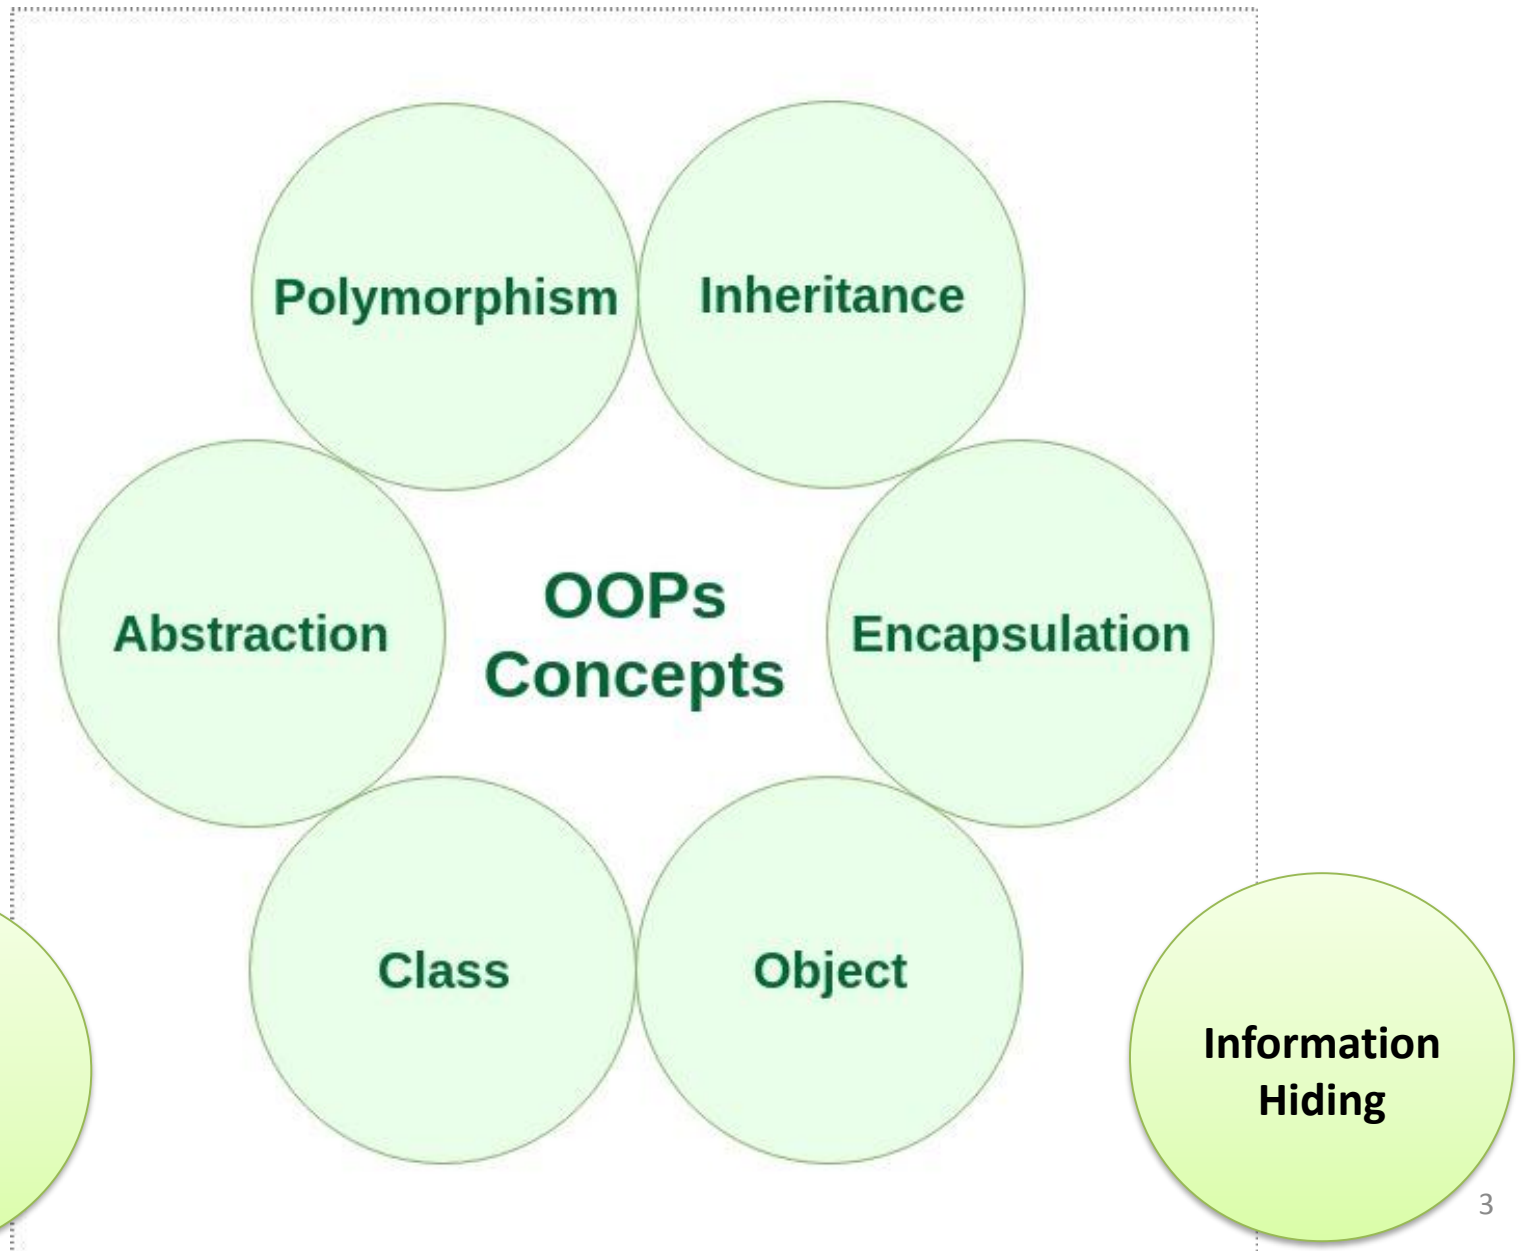 Polymorphism
Inheritance
Abstraction
OOPs
Concepts
Encapsulation
Class
Object
Information
Hiding
3